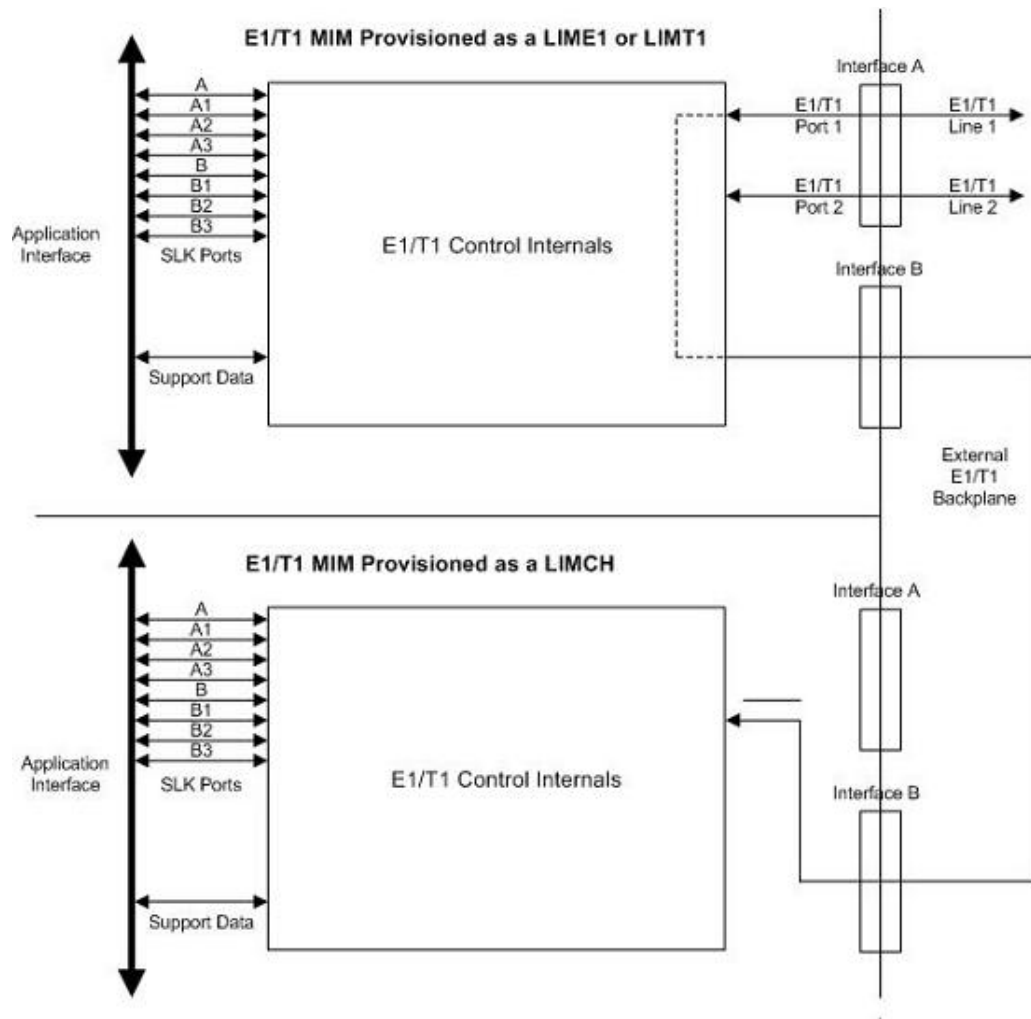 E1/T1 MIM Provisioned as a LIME1 or LIMT1
Interface A
A
A1
A2
A3
B
B1
B2
B3
SLK Ports
Application
Interface
Support Data
E1/T1 Control Internals
E1/T1
Port 1
E1/T1
Line 1
E1/T1
Port 2
E1/T1
Line 2
Interface B
External
E1/T1
Backplane
E1/T1 MIM Provisioned as a LIMCH
Interface A
A
A1
A2
A3
B
B1
B2
B3
SLK Ports
Application
Interface
Support Data
E1/T1 Control Internals
Interface B